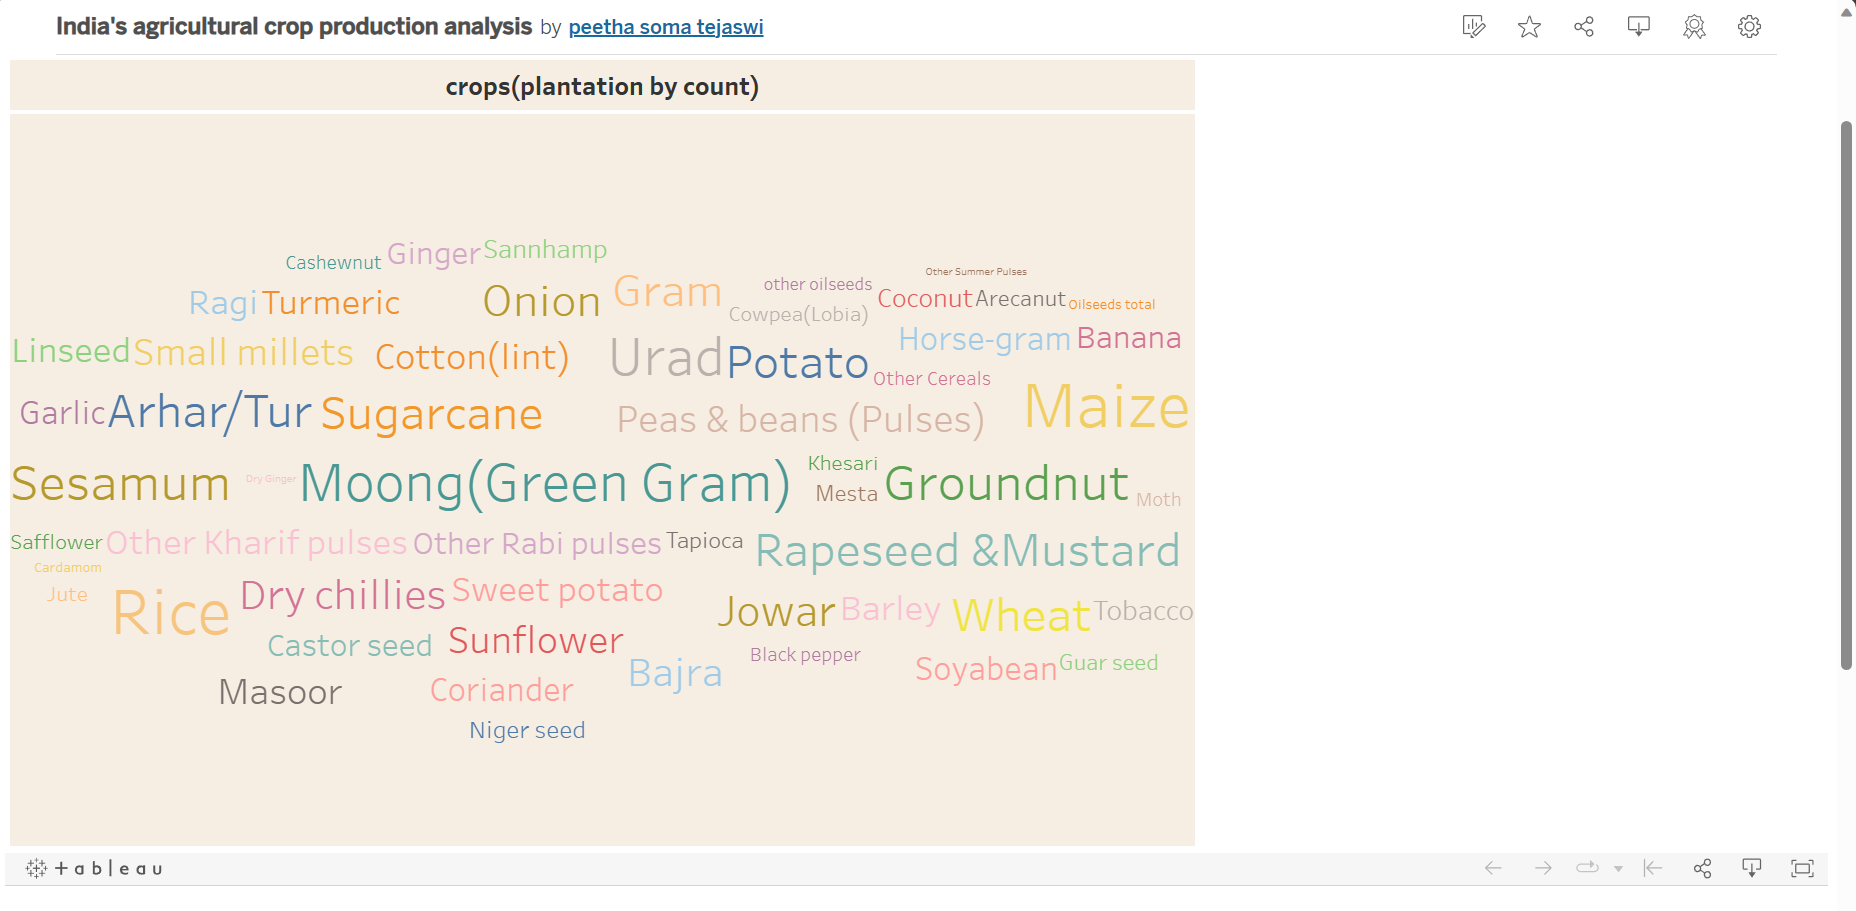 India's agricultural crop production analysis by peetha soma tejaswi
crops(plantation by count)
Cashewnut Ginger Sannhamp
Other Summer Pulses
Ragi Turmeric Onion Gram other oilseeds Coconut Arecanut Oilseeds total
Cowpea(Lobia)
Linseed Small millets Cotton(lint) Urad Potato Horse-gram Banana
Other Cereals
Garlic Arhar/Tur Sugarcane Peas & beans (Pulses) Maize
Sesamum Dry Ginger Moong(Green Gram) Khesari Groundnut
Mesta Moth
Safflower Other Kharif pulses Other Rabi pulses Tapioca Rapeseed &Mustard
Cardamom
Jute Rice Dry chillies Sweet potato Jowar Barley Wheat Tobacco
Castor seed Sunflower Black pepper
Bajra Soyabean Guar seed
Masoor Coriander
Niger seed
+ a b | e a u